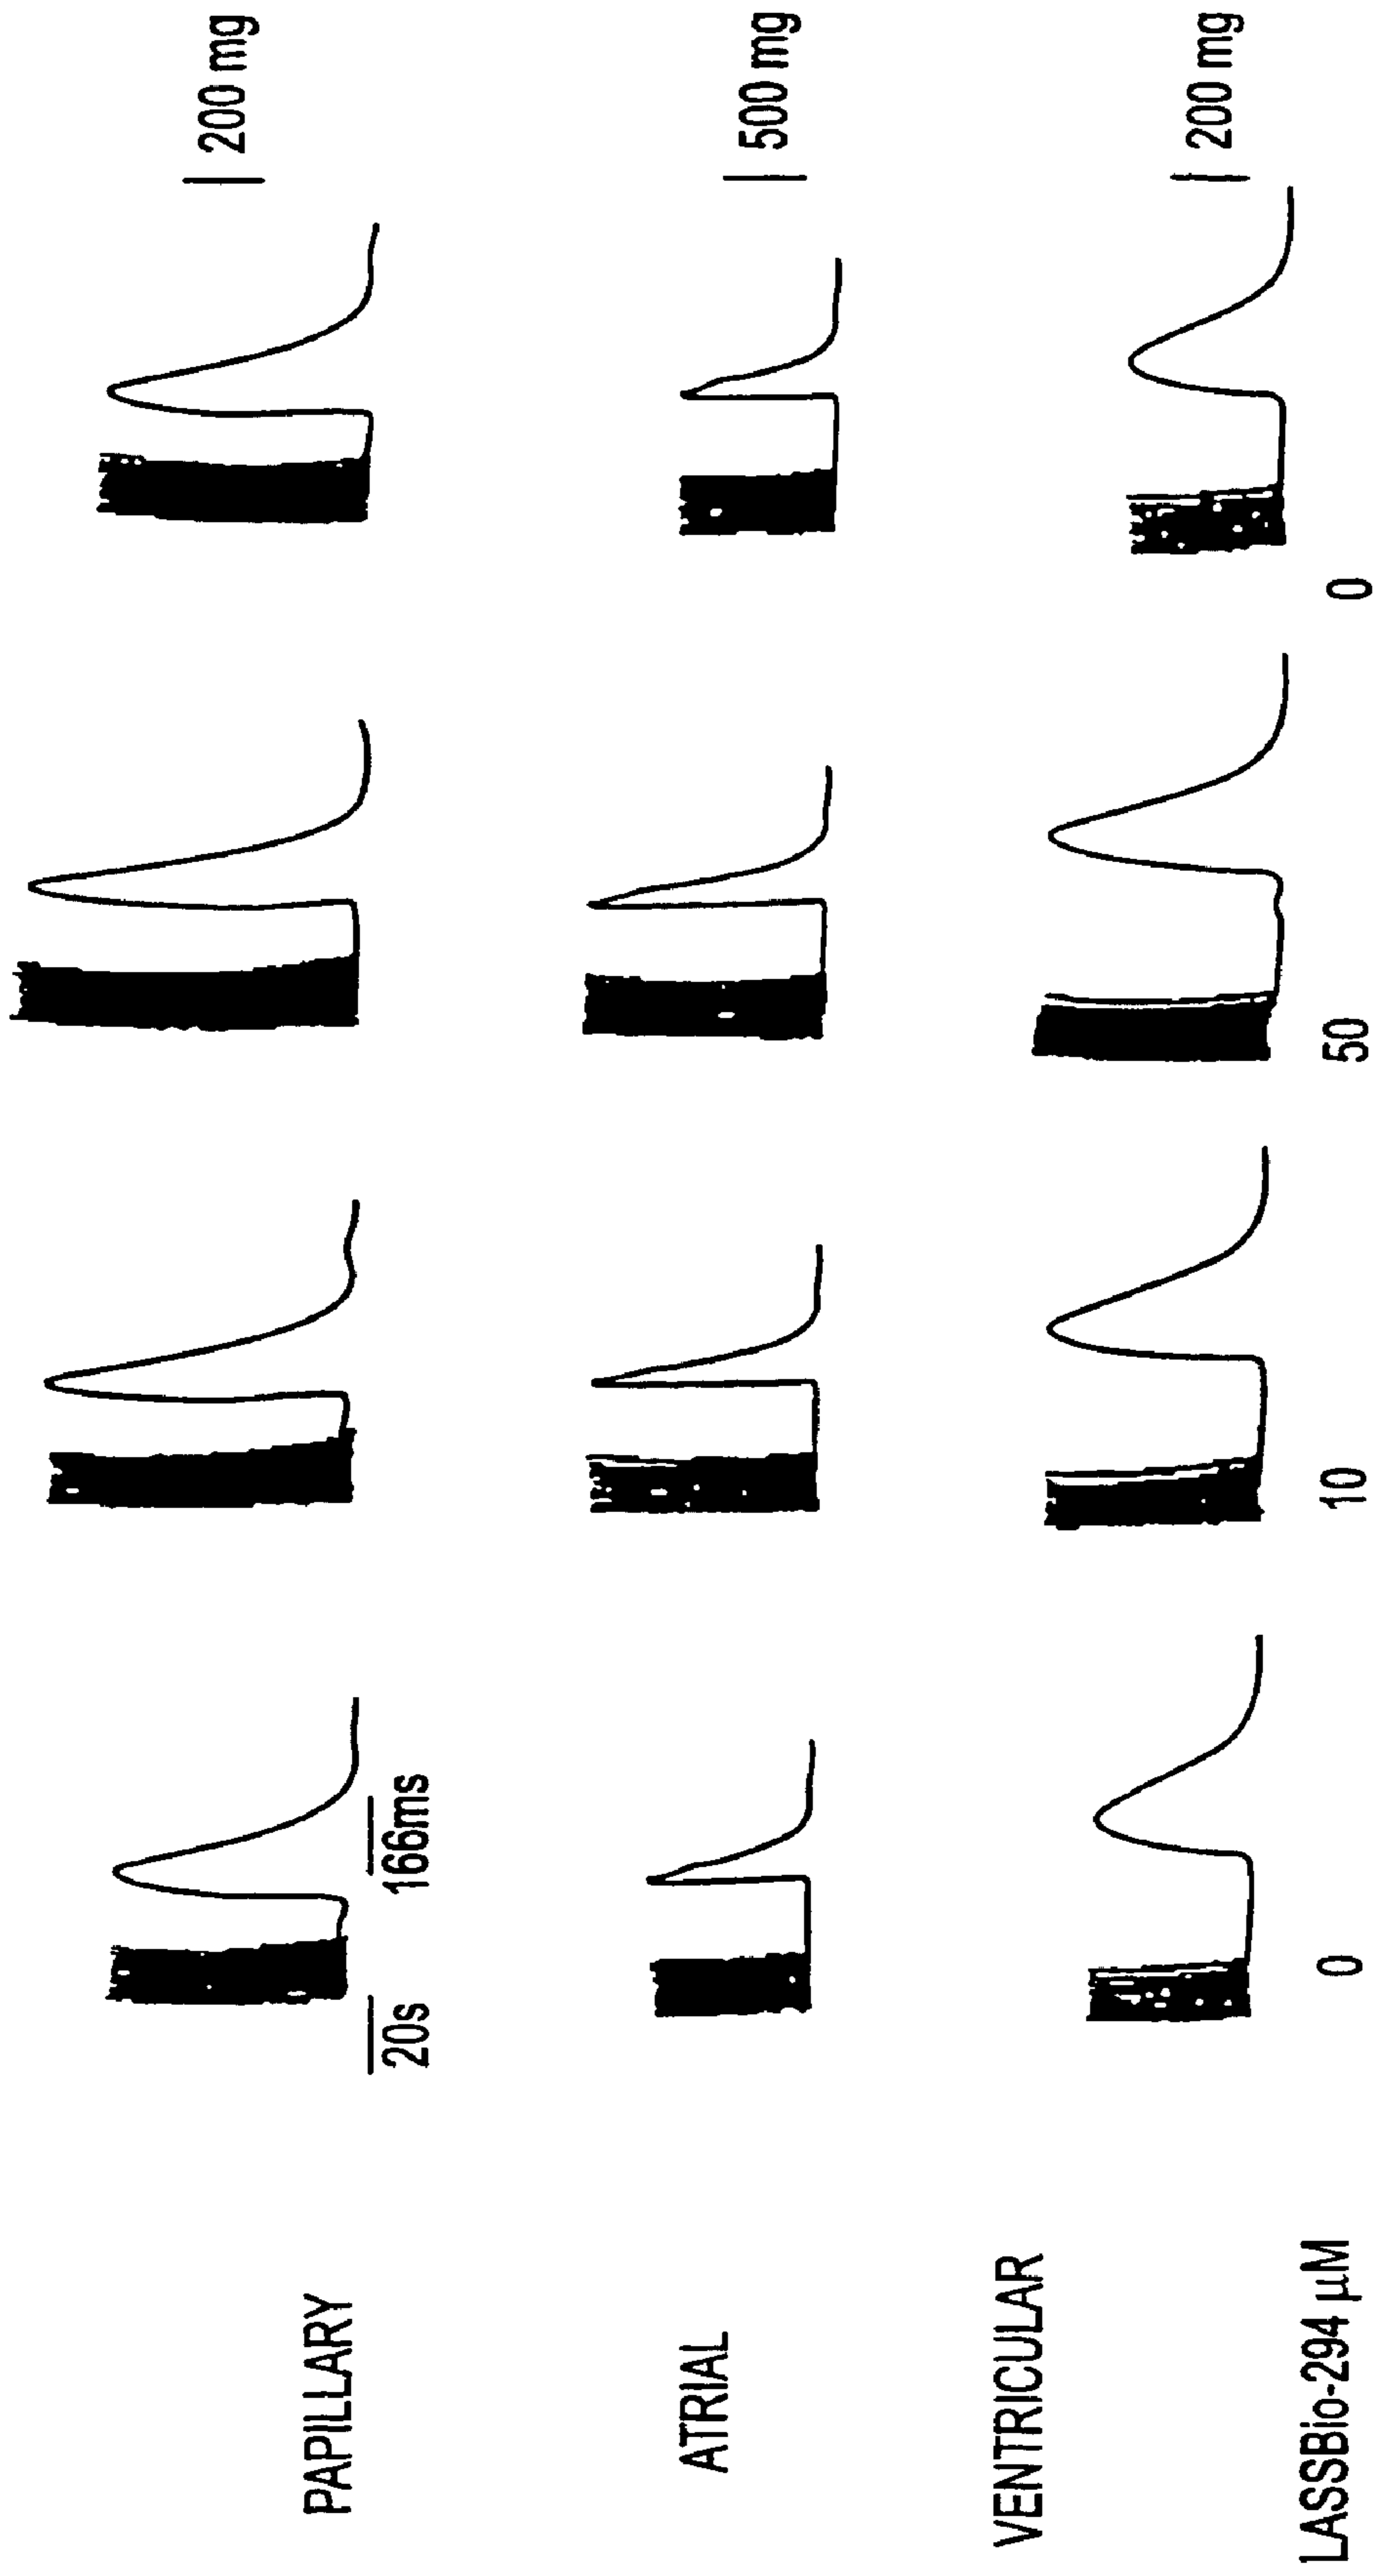 PAPILLARY
20s
166ms
200 mg
ATRIAL
500 mg
VENTRICULAR
200 mg
LASSBio-294 µM 0 10 50 0